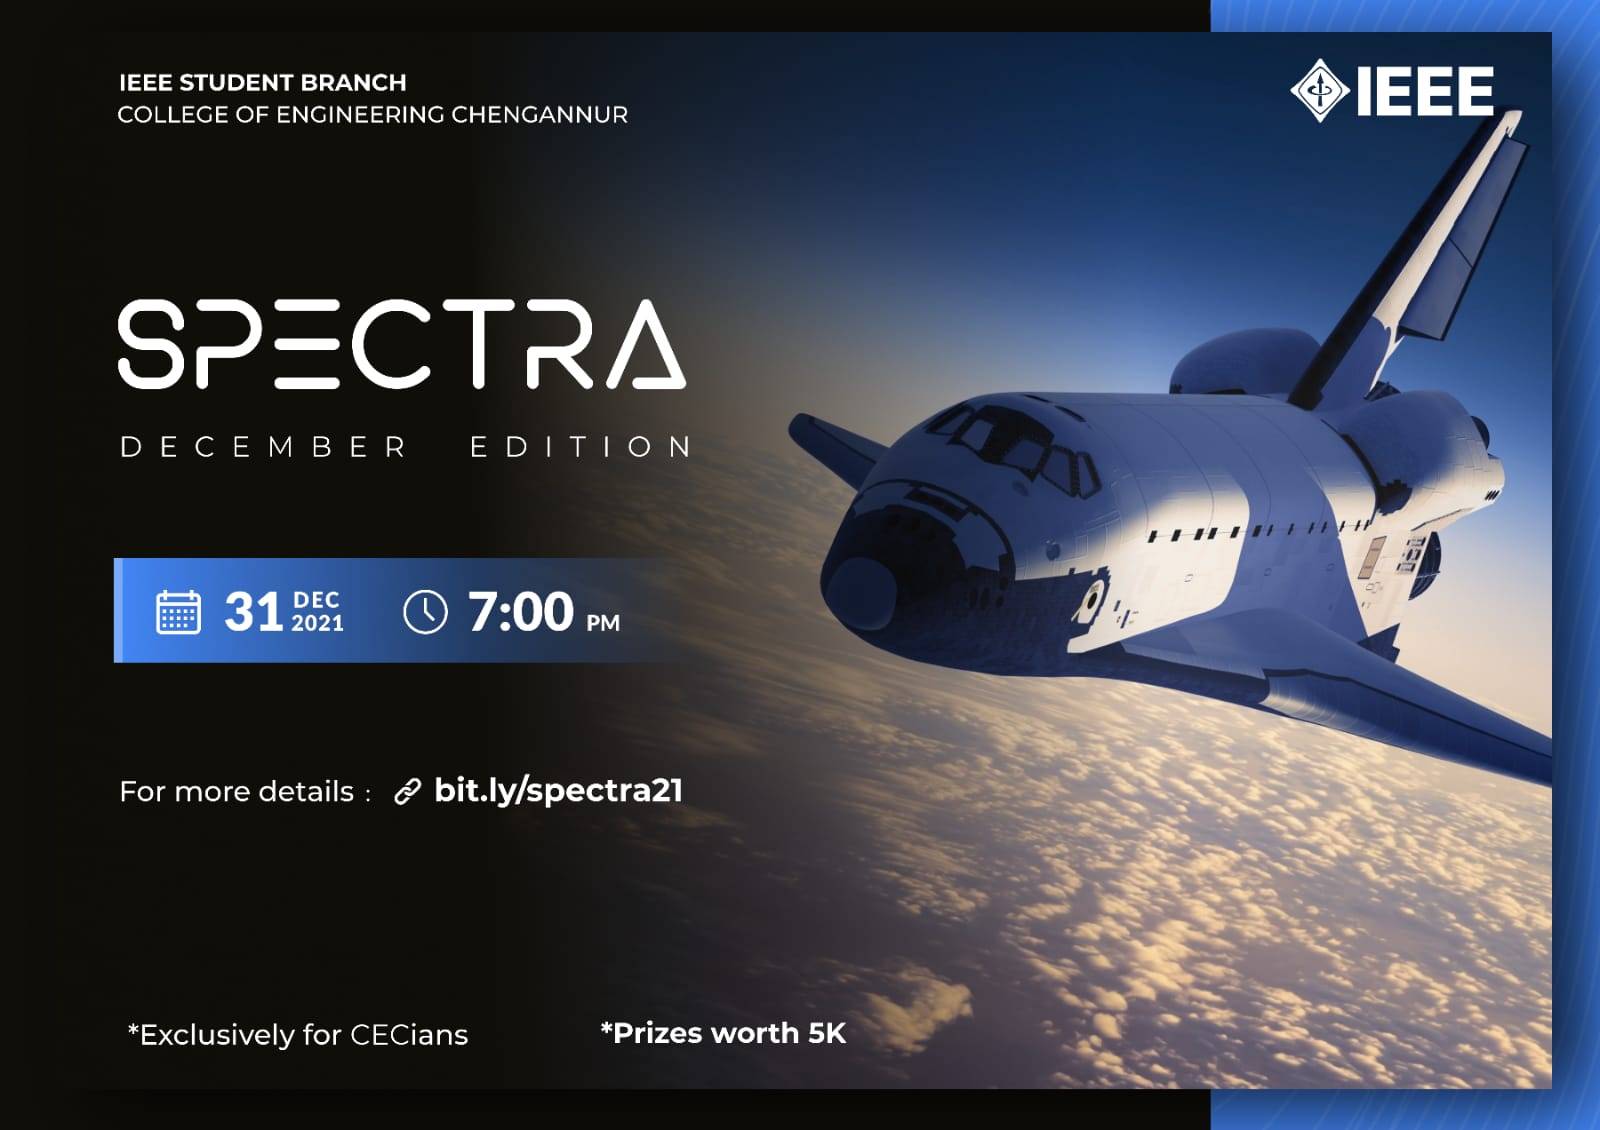 IEEE STUDENT BRANCH
COLLEGE OF ENGINEERING CHENGANNUR
IEEE
SPECTRA
DECEMBER EDITION
31 DEC 2021 7:00 PM
For more details : bit.ly/spectra21
*Exclusively for CECians
*Prizes worth 5K